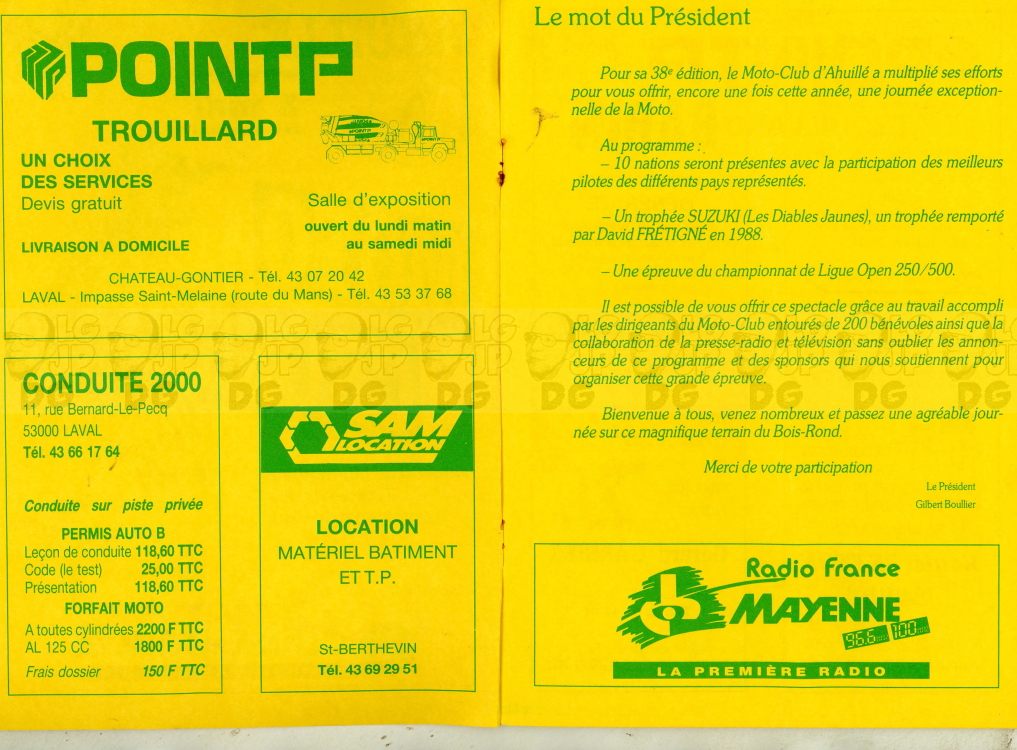 POINT P
TROUILLARD
POINT P
UN CHOIX
DES SERVICES
Devis gratuit
Salle d'exposition
ouvert du lundi matin
au samedi midi
LIVRAISON A DOMICILE
CHATEAU-GONTIER - Tél. 43 07 20 42
LAVAL - Impasse Saint-Melaine (route du Mans) - Tél. 43 53 37 68
CONDUITE 2000
11, rue Bernard-Le-Pecq
53000 LAVAL
Tél. 43 66 17 64
Conduite sur piste privée
PERMIS AUTO B
Leçon de conduite 118,60 TTC
Code (le test) 25,00 TTC
Présentation 118,60 TTC
FORFAIT MOTO
A toutes cylindrées 2200 F TTC
AL 125 CC 1800 F TTC
Frais dossier 150 F TTC
SAM
LOCATION
LOCATION
MATÉRIEL BATIMENT
ET T.P.
St-BERTHEVIN
Tél. 43 69 29 51
Le mot du Président
Pour sa 38e édition, le Moto-Club d'Ahuillé a multiplié ses efforts
pour vous offrir, encore une fois cette année, une journée exception-
nelle de la Moto.
Au programme :
– 10 nations seront présentes avec la participation des meilleurs
pilotes des différents pays représentés.
– Un trophée SUZUKI (Les Diables Jaunes), un trophée remporté
par David FRÉTIGNÉ en 1988.
– Une épreuve du championnat de Ligue Open 250/500.
Il est possible de vous offrir ce spectacle grâce au travail accompli
par les dirigeants du Moto-Club entourés de 200 bénévoles ainsi que la
collaboration de la presse-radio et télévision sans oublier les annon-
ceurs de ce programme et des sponsors qui nous soutiennent pour
organiser cette grande épreuve.
Bienvenue à tous, venez nombreux et passez une agréable jour-
née sur ce magnifique terrain du Bois-Rond.
Merci de votre participation
Le Président
Gilbert Boullier
Radio France
MAYENNE
96.6 100
LA PREMIÈRE RADIO
LG JP DG